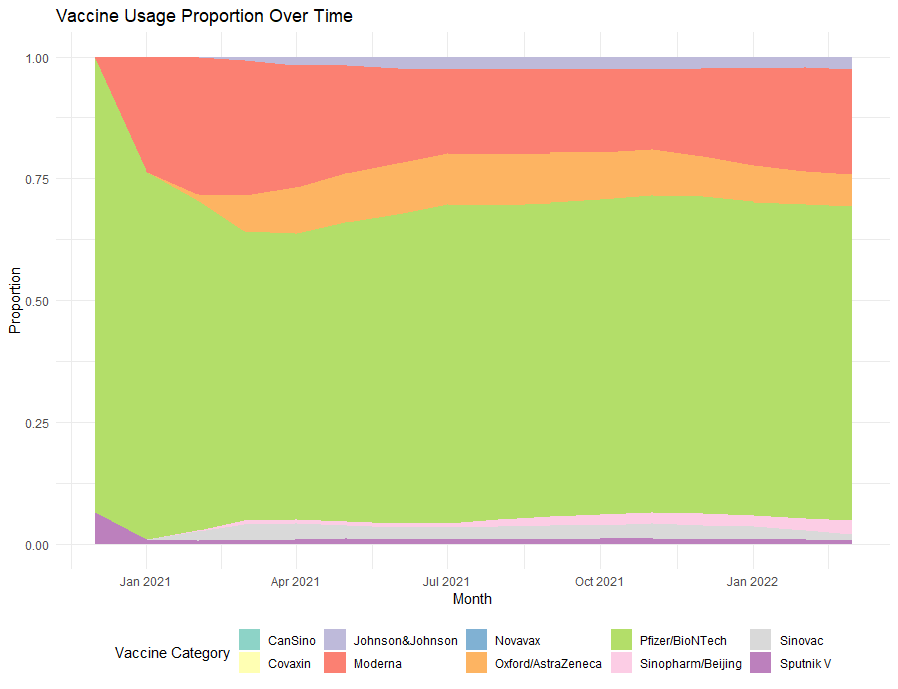 Vaccine Usage Proportion Over Time
1.00
0.75
0.50
0.25
0.00
Proportion
Jan 2021 Apr 2021 Jul 2021 Oct 2021 Jan 2022
Month
Vaccine Category
CanSino Johnson&Johnson Novavax Pfizer/BioNTech Sinovac
Covaxin Moderna Oxford/AstraZeneca Sinopharm/Beijing Sputnik V